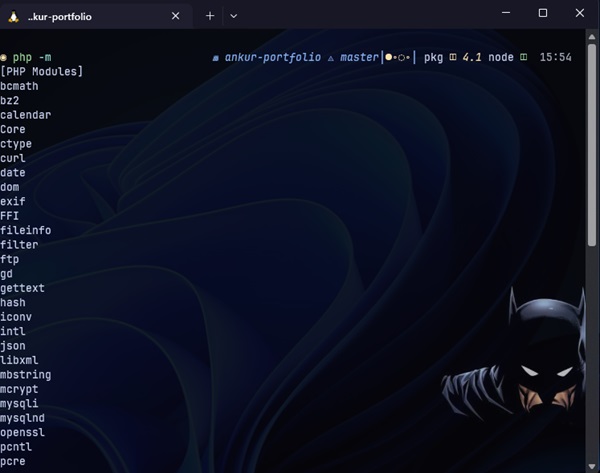 ..kur-portfolio
php -m ankur-portfolio master pkg 4.1 node 15:54
[PHP Modules]
bcmath
bz2
calendar
Core
ctype
curl
date
dom
exif
FFI
fileinfo
filter
ftp
gd
gettext
hash
iconv
intl
json
libxml
mbstring
mcrypt
mysqli
mysqlnd
openssl
pcntl
pcre